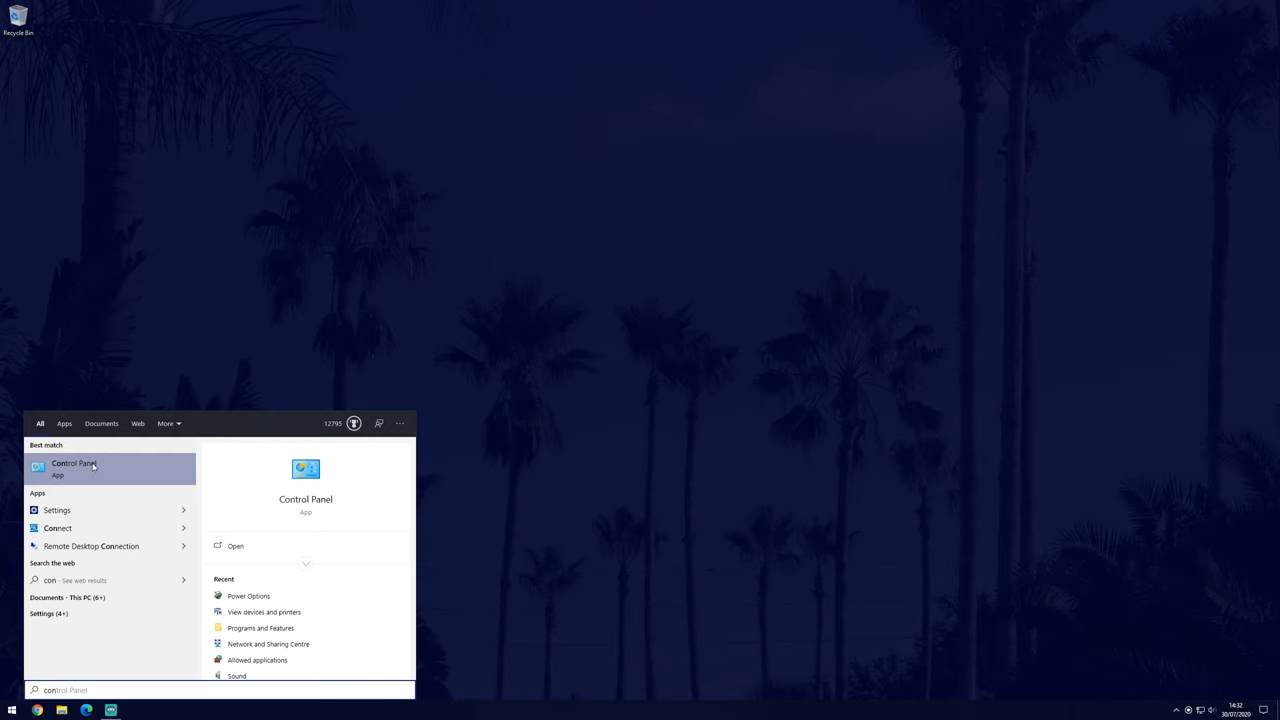 Recycle Bin
All Apps Documents Web More 12795 ...
Best match
Control Panel
App
Apps
Settings
Connect
Remote Desktop Connection
Search the web
con - See web results
Documents - This PC (6+)
Settings (4+)
Control Panel
App
Open
Recent
Power Options
View devices and printers
Programs and Features
Network and Sharing Centre
Allowed applications
Sound
control Panel
14:32
30/07/2020